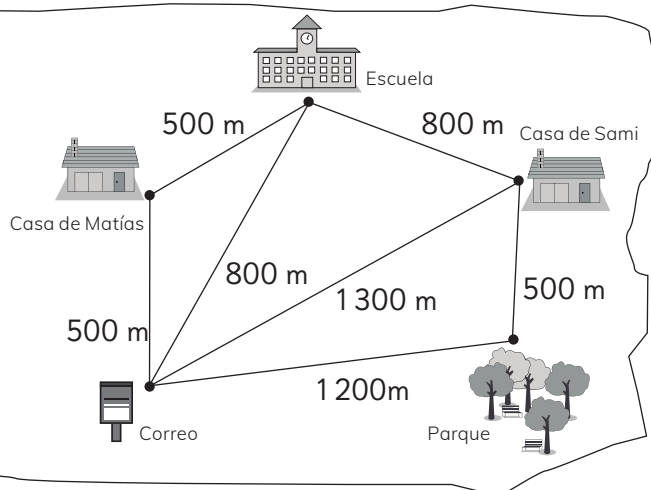 Escuela
500 m
800 m
Casa de Sami
Casa de Matías
800 m
1 300 m
500 m
500 m
1 200m
Correo
Parque